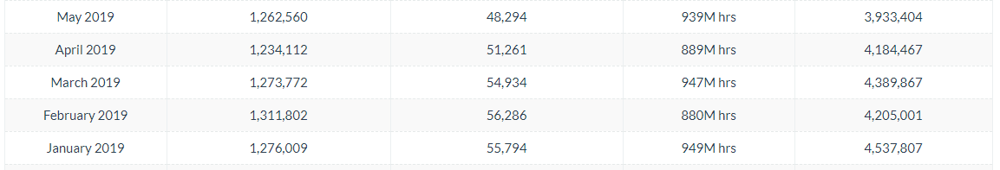 May 2019 1,262,560 48,294 939M hrs 3,933,404
April 2019 1,234,112 51,261 889M hrs 4,184,467
March 2019 1,273,772 54,934 947M hrs 4,389,867
February 2019 1,311,802 56,286 880M hrs 4,205,001
January 2019 1,276,009 55,794 949M hrs 4,537,807